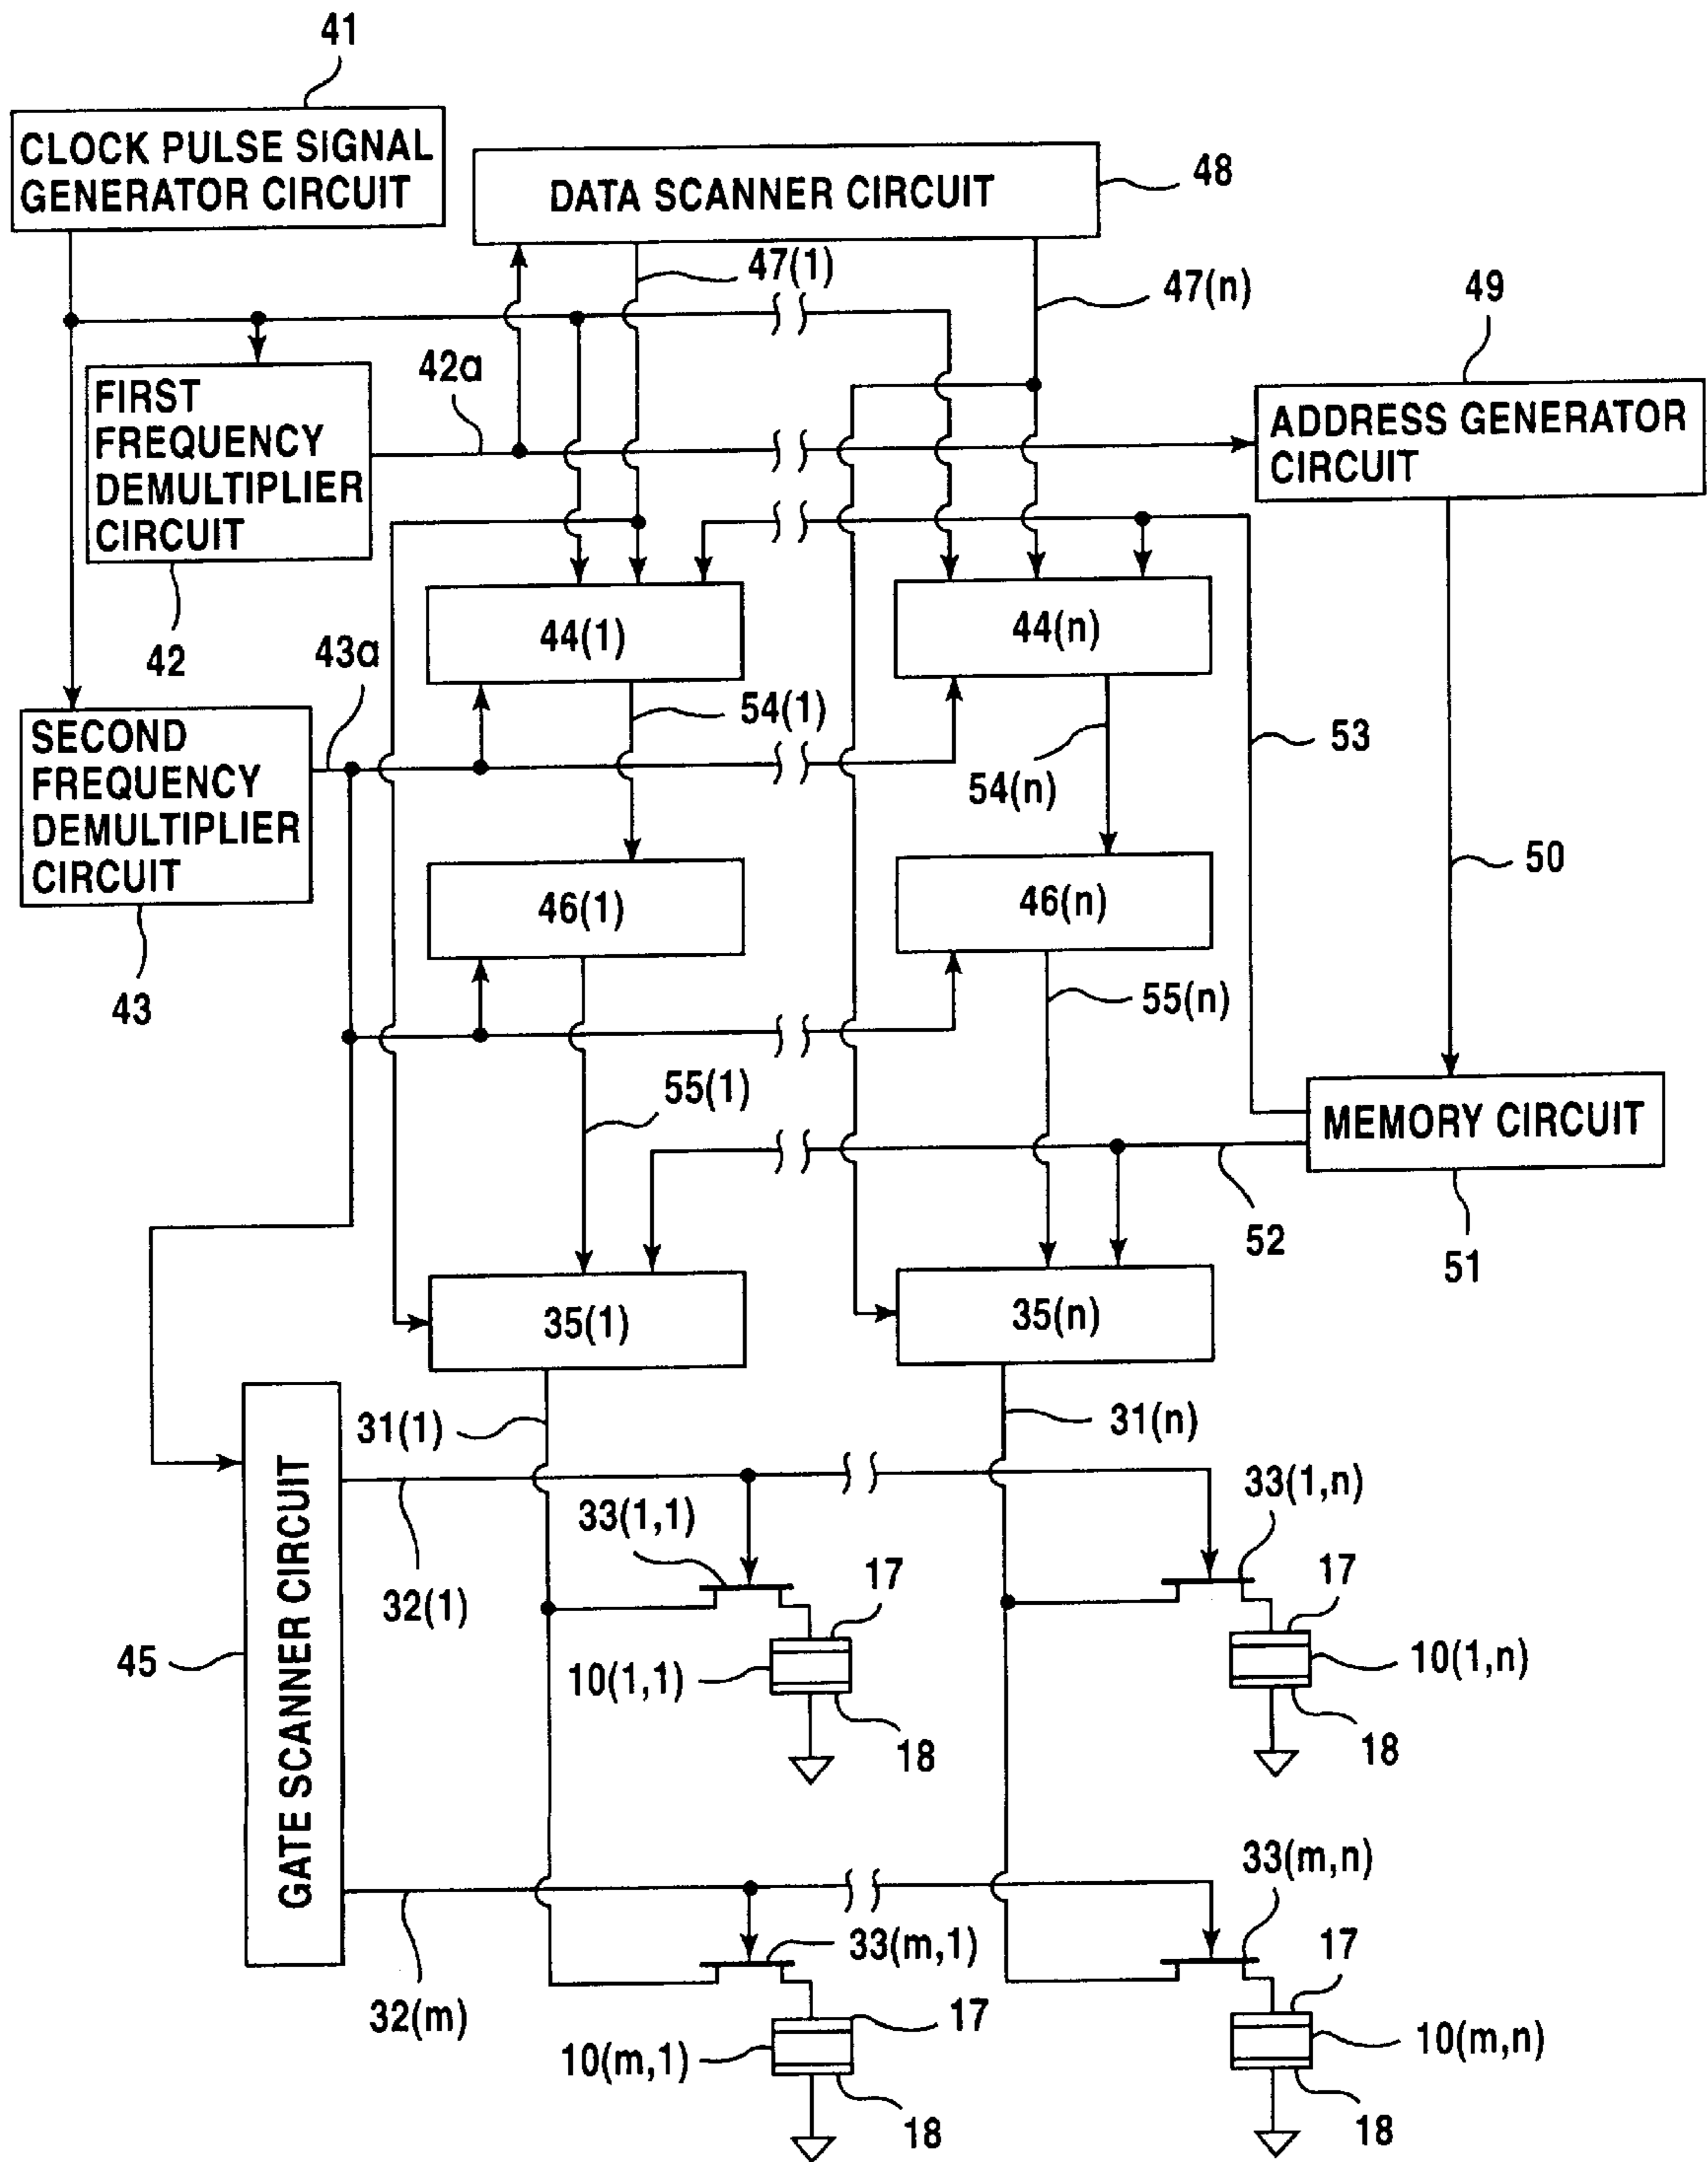 41
CLOCK PULSE SIGNAL
GENERATOR CIRCUIT
DATA SCANNER CIRCUIT
48
47(1)
47(n)
49
42a
FIRST
FREQUENCY
DEMULTIPLIER
CIRCUIT
ADDRESS GENERATOR
CIRCUIT
42
43a
44(1)
44(n)
54(1)
54(n)
53
SECOND
FREQUENCY
DEMULTIPLIER
CIRCUIT
50
46(1)
46(n)
43
55(n)
55(1)
MEMORY CIRCUIT
52
51
35(1)
35(n)
31(1)
31(n)
GATE SCANNER CIRCUIT
33(1,1)
33(1,n)
32(1)
17
17
45
10(1,1)
10(1,n)
18
18
33(m,1)
33(m,n)
32(m)
17
17
10(m,1)
10(m,n)
18
18